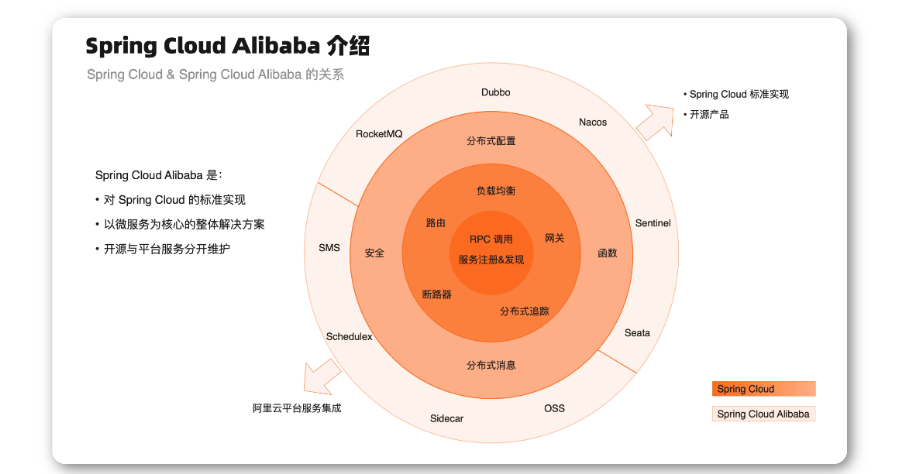 Spring Cloud Alibaba 介绍
Spring Cloud & Spring Cloud Alibaba 的关系
Spring Cloud Alibaba 是：
• 对 Spring Cloud 的标准实现
• 以微服务为核心的整体解决方案
• 开源与平台服务分开维护
Dubbo
RocketMQ
Nacos
分布式配置
负载均衡
路由
RPC 调用
服务注册&发现
网关
SMS
安全
函数
Sentinel
断路器
分布式追踪
Schedulex
Seata
分布式消息
Sidecar
OSS
• Spring Cloud 标准实现
• 开源产品
阿里云平台服务集成
Spring Cloud
Spring Cloud Alibaba